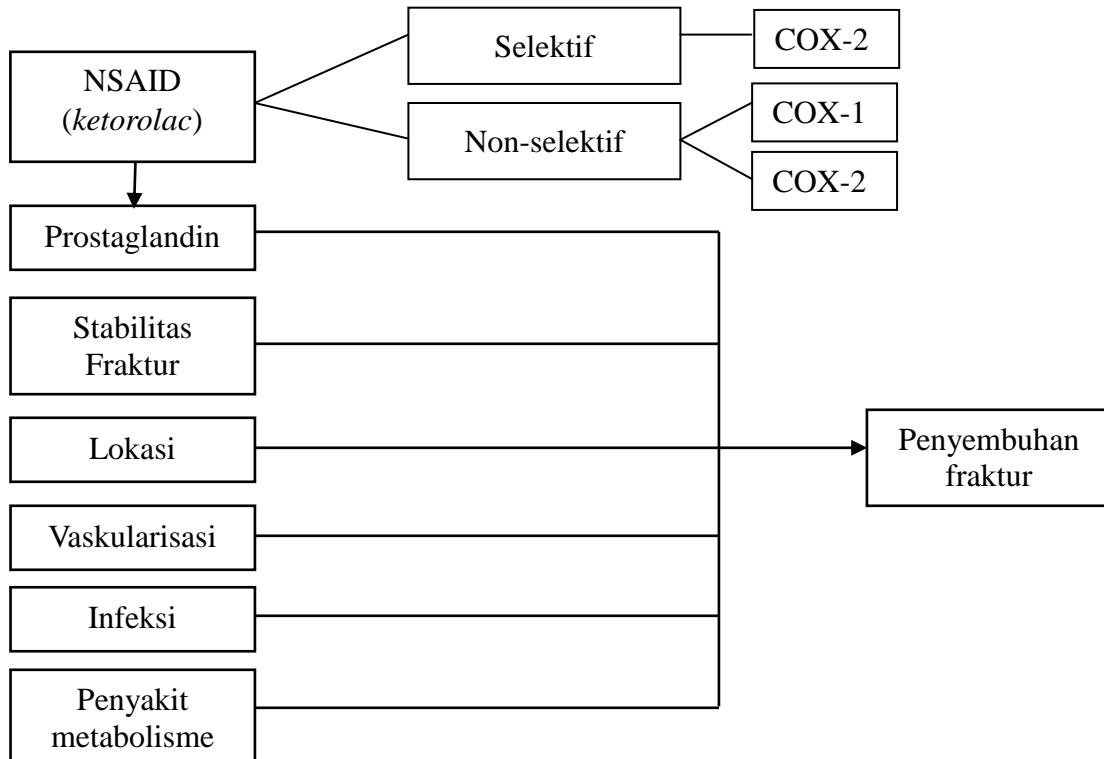 NSAID
(ketorolac)
Selektif
COX-2
Non-selektif
COX-1
COX-2
Prostaglandin
Stabilitas
Fraktur
Lokasi
Penyembuhan
fraktur
Vaskularisasi
Infeksi
Penyakit
metabolisme